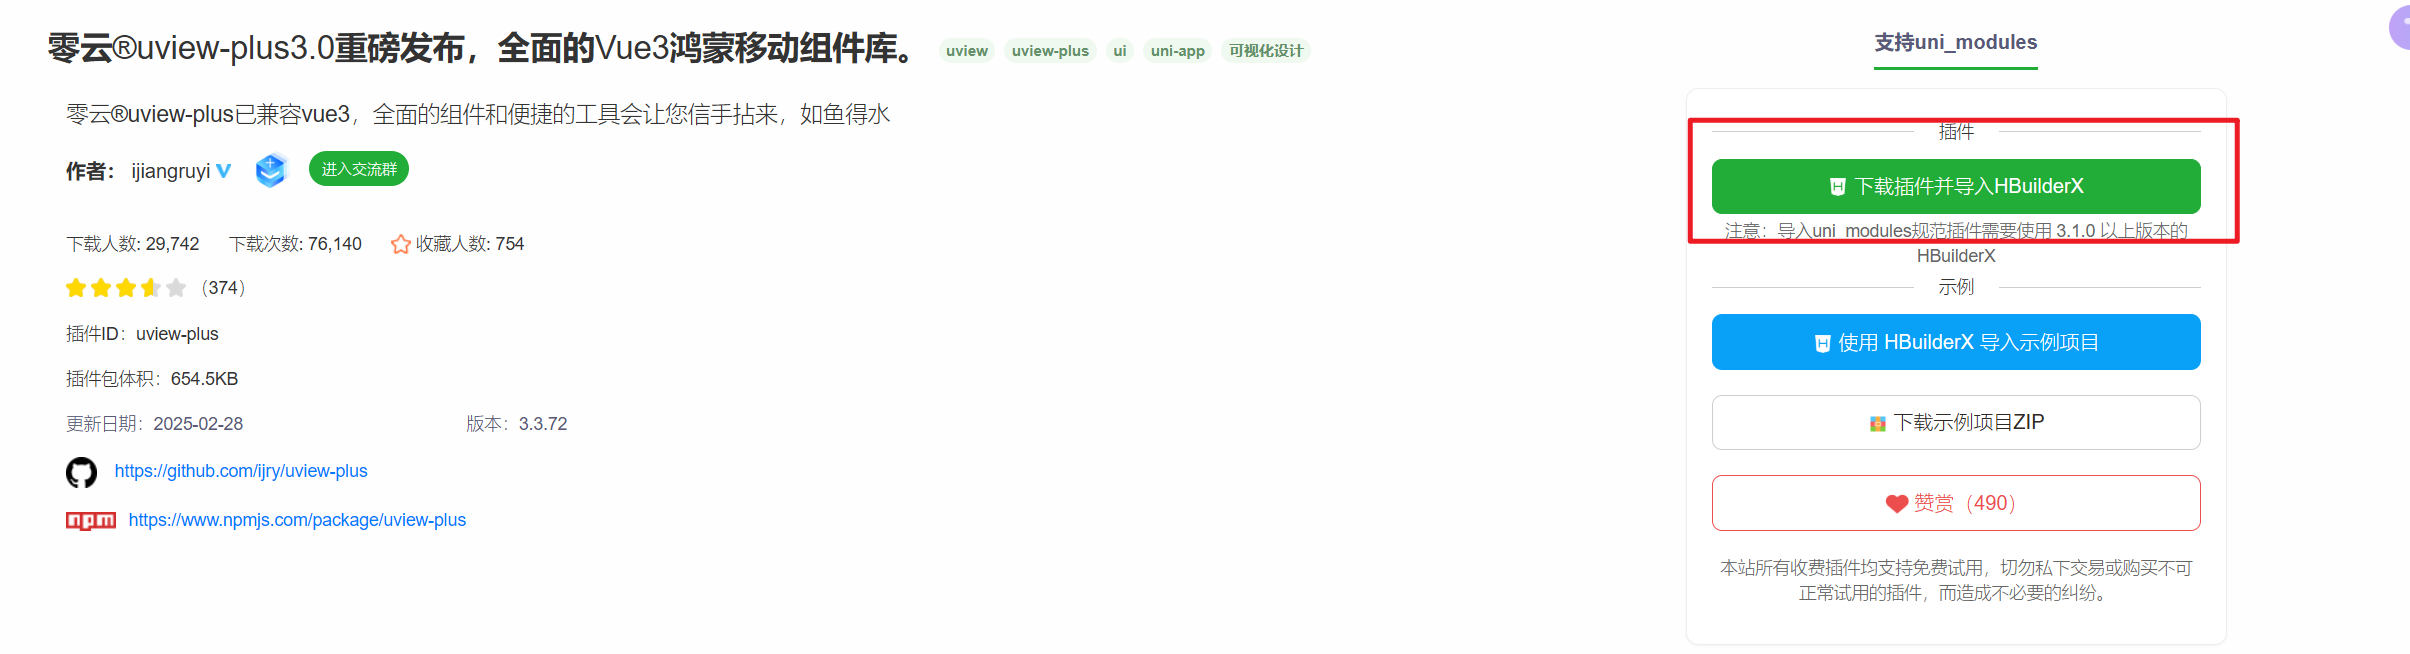 零云®uview-plus3.0重磅发布，全面的Vue3鸿蒙移动组件库。 uview uview-plus ui uni-app 可视化设计
零云®uview-plus已兼容vue3，全面的组件和便捷的工具会让您信手拈来，如鱼得水
作者： ijiangruyi 进入交流群
下载人数: 29,742 下载次数: 76,140 收藏人数: 754
（374）
插件ID：uview-plus
插件包体积：654.5KB
更新日期：2025-02-28 版本：3.3.72
https://github.com/ijry/uview-plus
npm https://www.npmjs.com/package/uview-plus
支持uni_modules
插件
下载插件并导入HBuilderX
注意：导入uni_modules规范插件需要使用 3.1.0 以上版本的
HBuilderX
示例
使用 HBuilderX 导入示例项目
下载示例项目ZIP
赞赏（490）
本站所有收费插件均支持免费试用，切勿私下交易或购买不可
正常试用的插件，而造成不必要的纠纷。